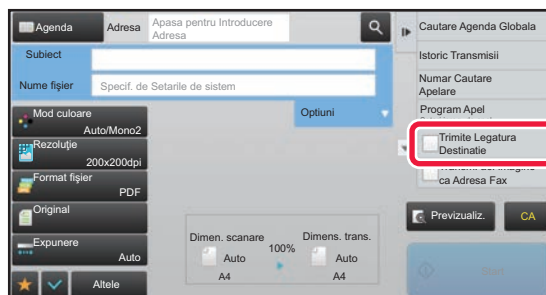 Agenda
Adresa
Apasa pentru Introducere
Adresa
Subiect
Nume fişier
Specif. de Setarile de sistem
Optiuni
Mod culoare
Auto/Mono2
Rezoluţie
200x200dpi
Format fişier
PDF
Original
Expunere
Auto
Altele
Dimen. scanare
100%
Dimens. trans.
Auto
A4
Auto
A4
Cautare Agenda Globala
Istoric Transmisii
Numar Cautare
Apelare
Program Apel
Trimite Legatura
Destinatie
ca Adresa Fax
Previzualiz.
CA
Start